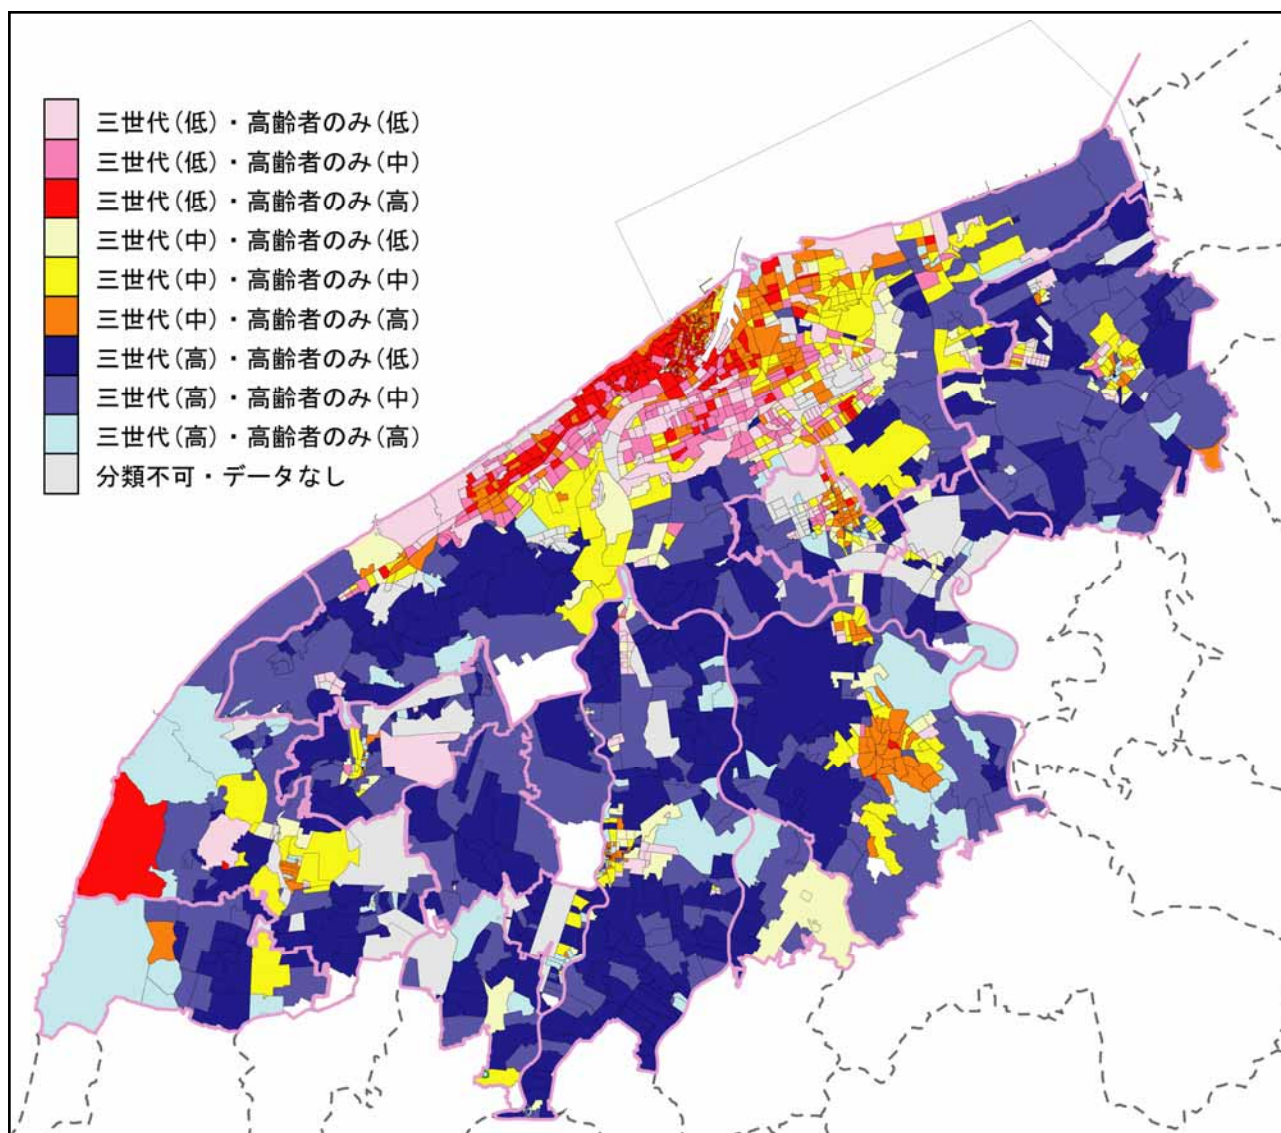 三世代(低)・高齢者のみ(低)
三世代(低)・高齢者のみ(中)
三世代(低)・高齢者のみ(高)
三世代(中)・高齢者のみ(低)
三世代(中)・高齢者のみ(中)
三世代(中)・高齢者のみ(高)
三世代(高)・高齢者のみ(低)
三世代(高)・高齢者のみ(中)
三世代(高)・高齢者のみ(高)
分類不可・データなし